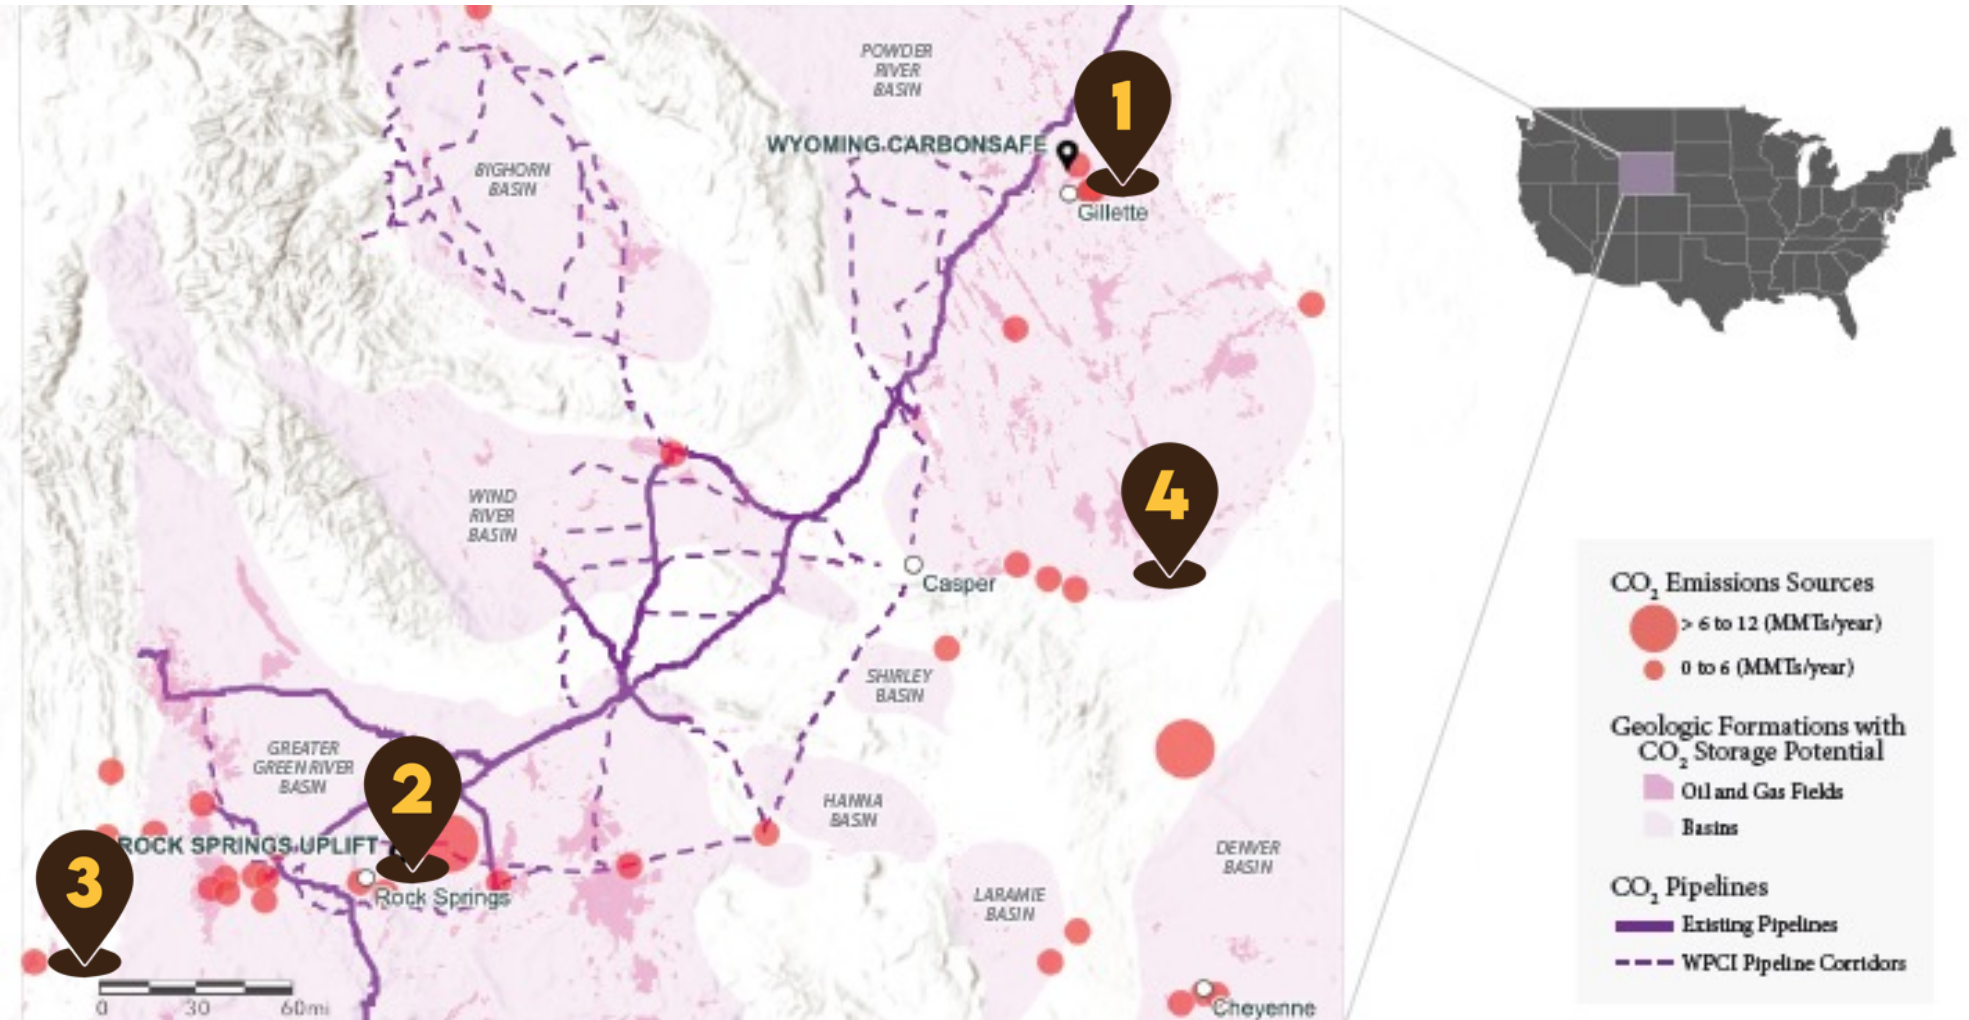 POWDER
RIVER
BASIN
1
WYOMING CARBONSAFE
Gillette
BIGHORN
BASIN
WIND
RIVER
BASIN
4
Casper
SHIRLEY
BASIN
GREATER
GREEN RIVER
BASIN
2
HANNA
BASIN
ROCK SPRINGS UPLIFT
3
Rock Springs
DENVER
BASIN
LARAMIE
BASIN
0 30 60mi
Cheyenne
CO₂ Emissions Sources
> 6 to 12 (MMTs/year)
0 to 6 (MMTs/year)
Geologic Formations with
CO₂ Storage Potential
Oil and Gas Fields
Basins
CO₂ Pipelines
Existing Pipelines
WPCI Pipeline Corridors